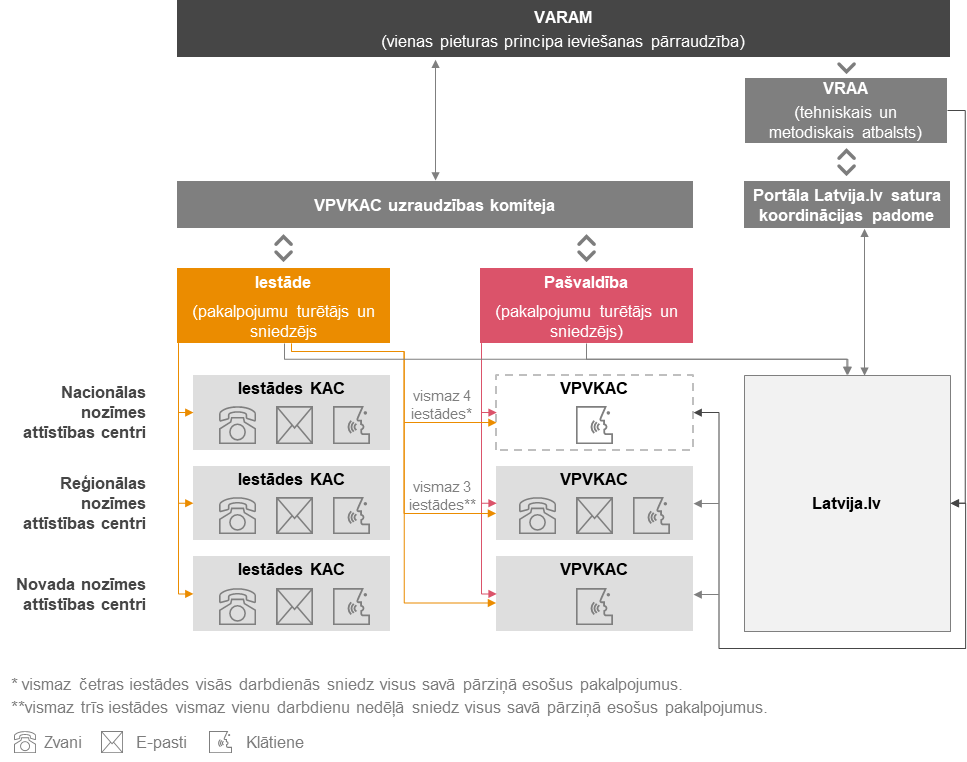 VARAM
(vienas pieturas principa ieviešanas pārraudzība)
VRAA
(tehniskais un
metodiskais atbalsts)
VPVKAC uzraudzības komiteja
Portāla Latvija.lv satura
koordinācijas padome
Iestāde
(pakalpojumu turētājs un
sniedzējs
Pašvaldība
(pakalpojumu turētājs un
sniedzējs)
Nacionālas
nozīmes
attīstības centri
Iestādes KAC
vismaz 4
iestādes*
VPVKAC
Reģionālas
nozīmes
attīstības centri
Iestādes KAC
vismaz 3
iestādes**
VPVKAC
Latvija.lv
Novada nozīmes
attīstības centri
Iestādes KAC
VPVKAC
* vismaz četras iestādes visās darbdienās sniedz visus savā pārziņā esošus pakalpojumus.
**vismaz trīs iestādes vismaz vienu darbdienu nedēļā sniedz visus savā pārziņā esošus pakalpojumus.
Zvani E-pasti Klātiene